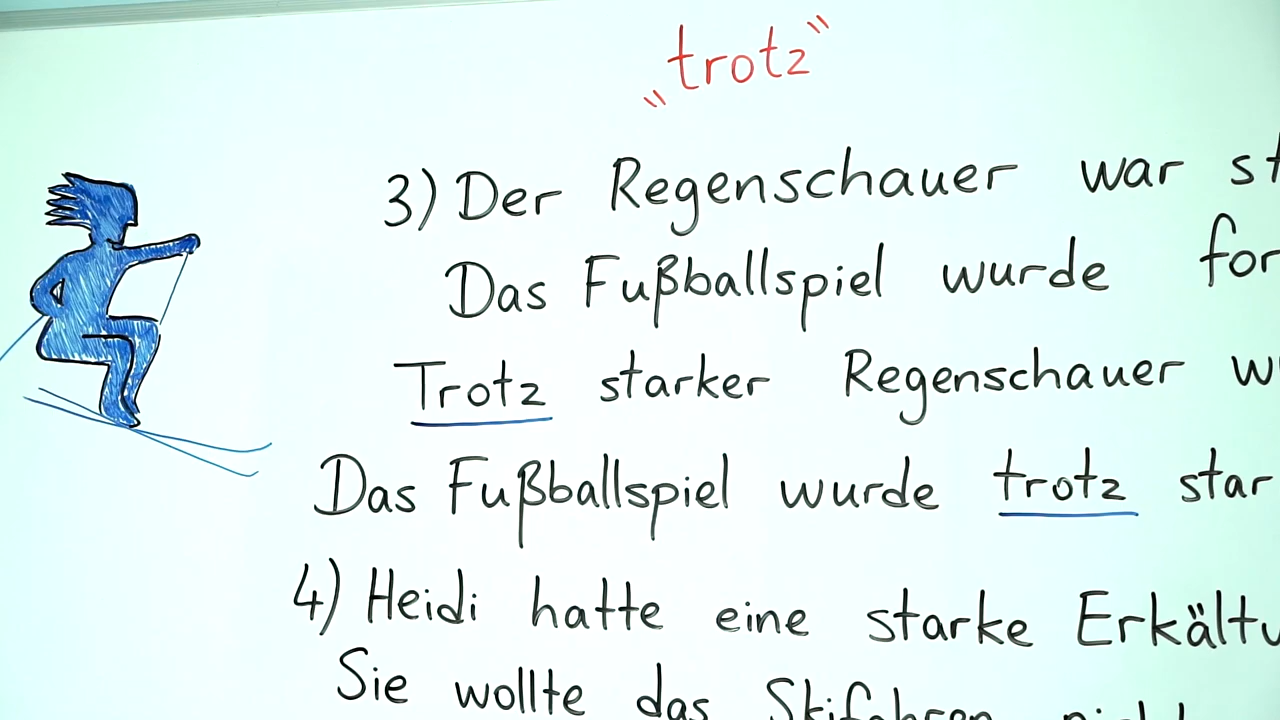 „trotz“
3) Der Regenschauer war
Das Fußballspiel wurde
Trotz starker Regenschauer
Das Fußballspiel wurde trotz
4) Heidi hatte eine starke
Sie wollte das Skifahren